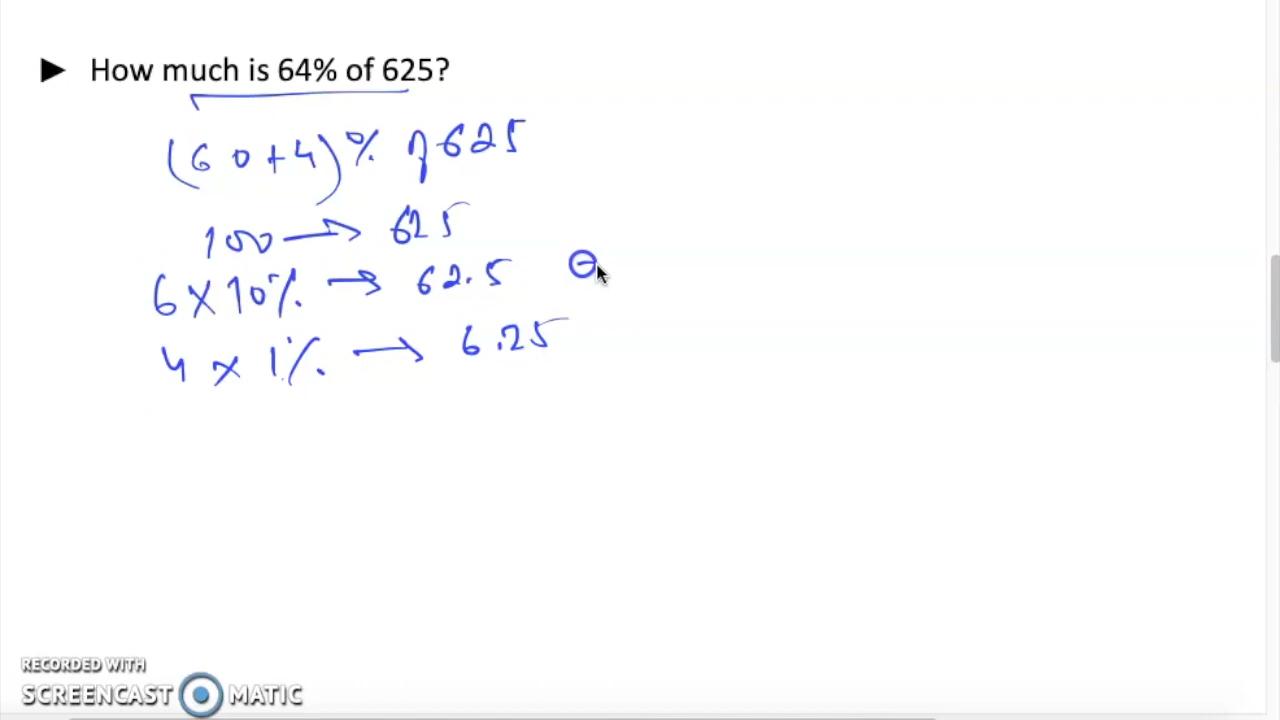 ► How much is 64% of 625?
(60+4)% of 625
100 → 625
6 × 10% → 62.5
4 × 1% → 6.25
RECORDED WITH
SCREENCAST MATIC